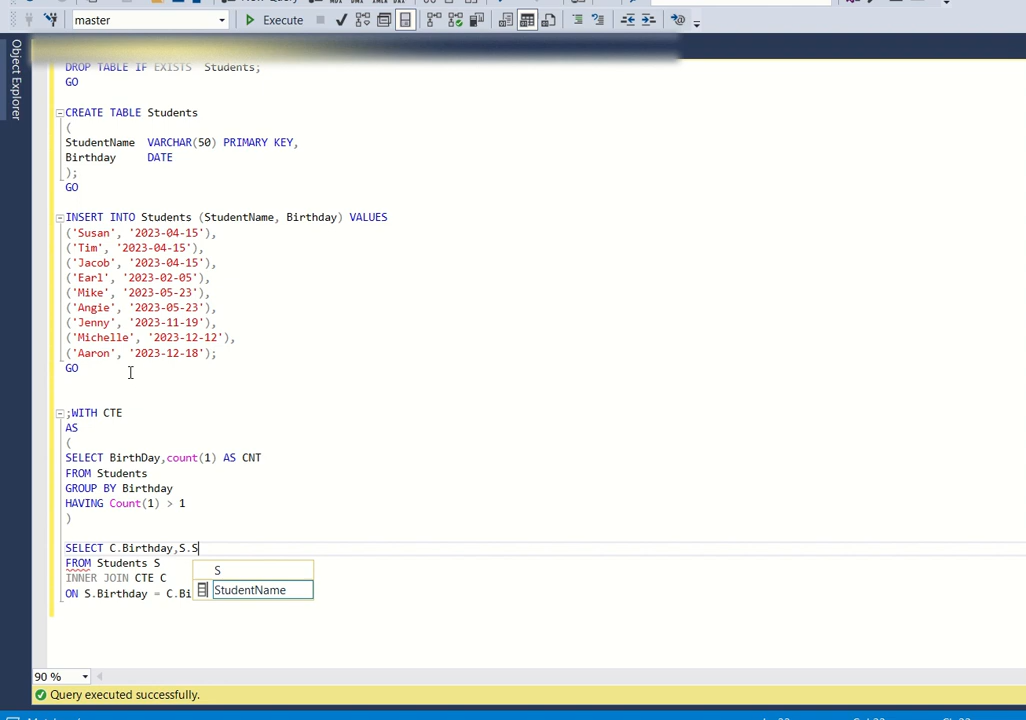 master
Execute
Object Explorer
DROP TABLE IF EXISTS Students;
GO
CREATE TABLE Students
(
StudentName VARCHAR(50) PRIMARY KEY,
Birthday DATE
);
GO
INSERT INTO Students (StudentName, Birthday) VALUES
('Susan', '2023-04-15'),
('Tim', '2023-04-15'),
('Jacob', '2023-04-15'),
('Earl', '2023-02-05'),
('Mike', '2023-05-23'),
('Angie', '2023-05-23'),
('Jenny', '2023-11-19'),
('Michelle', '2023-12-12'),
('Aaron', '2023-12-18');
GO
;WITH CTE
AS
(
SELECT BirthDay,count(1) AS CNT
FROM Students
GROUP BY Birthday
HAVING Count(1) > 1
)
SELECT C.Birthday,S.S
FROM Students S
INNER JOIN CTE C
ON S.Birthday = C.Bi
S
StudentName
90 %
Query executed successfully.